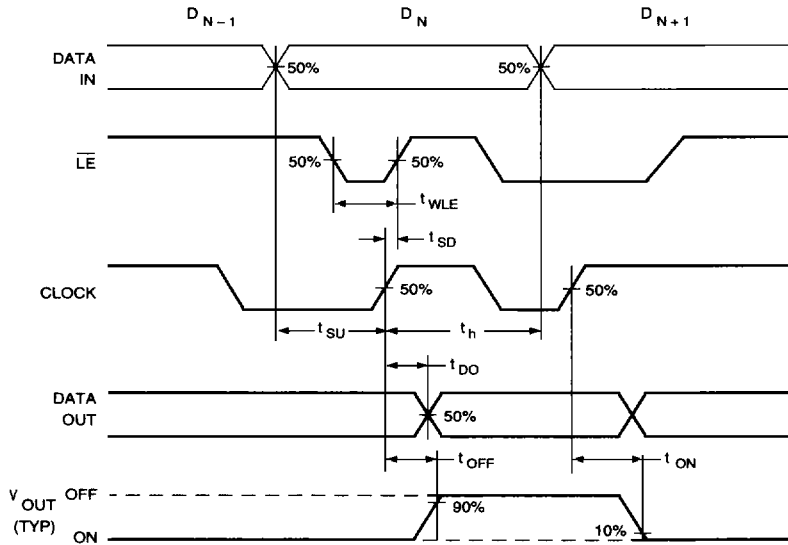 D N – 1
D N
D N + 1
DATA IN
50%
50%
LE
50%
50%
t WLE
t SD
CLOCK
50%
50%
t SU
t h
t DO
DATA OUT
50%
t OFF
t ON
V OUT (TYP)
OFF
90%
10%
ON